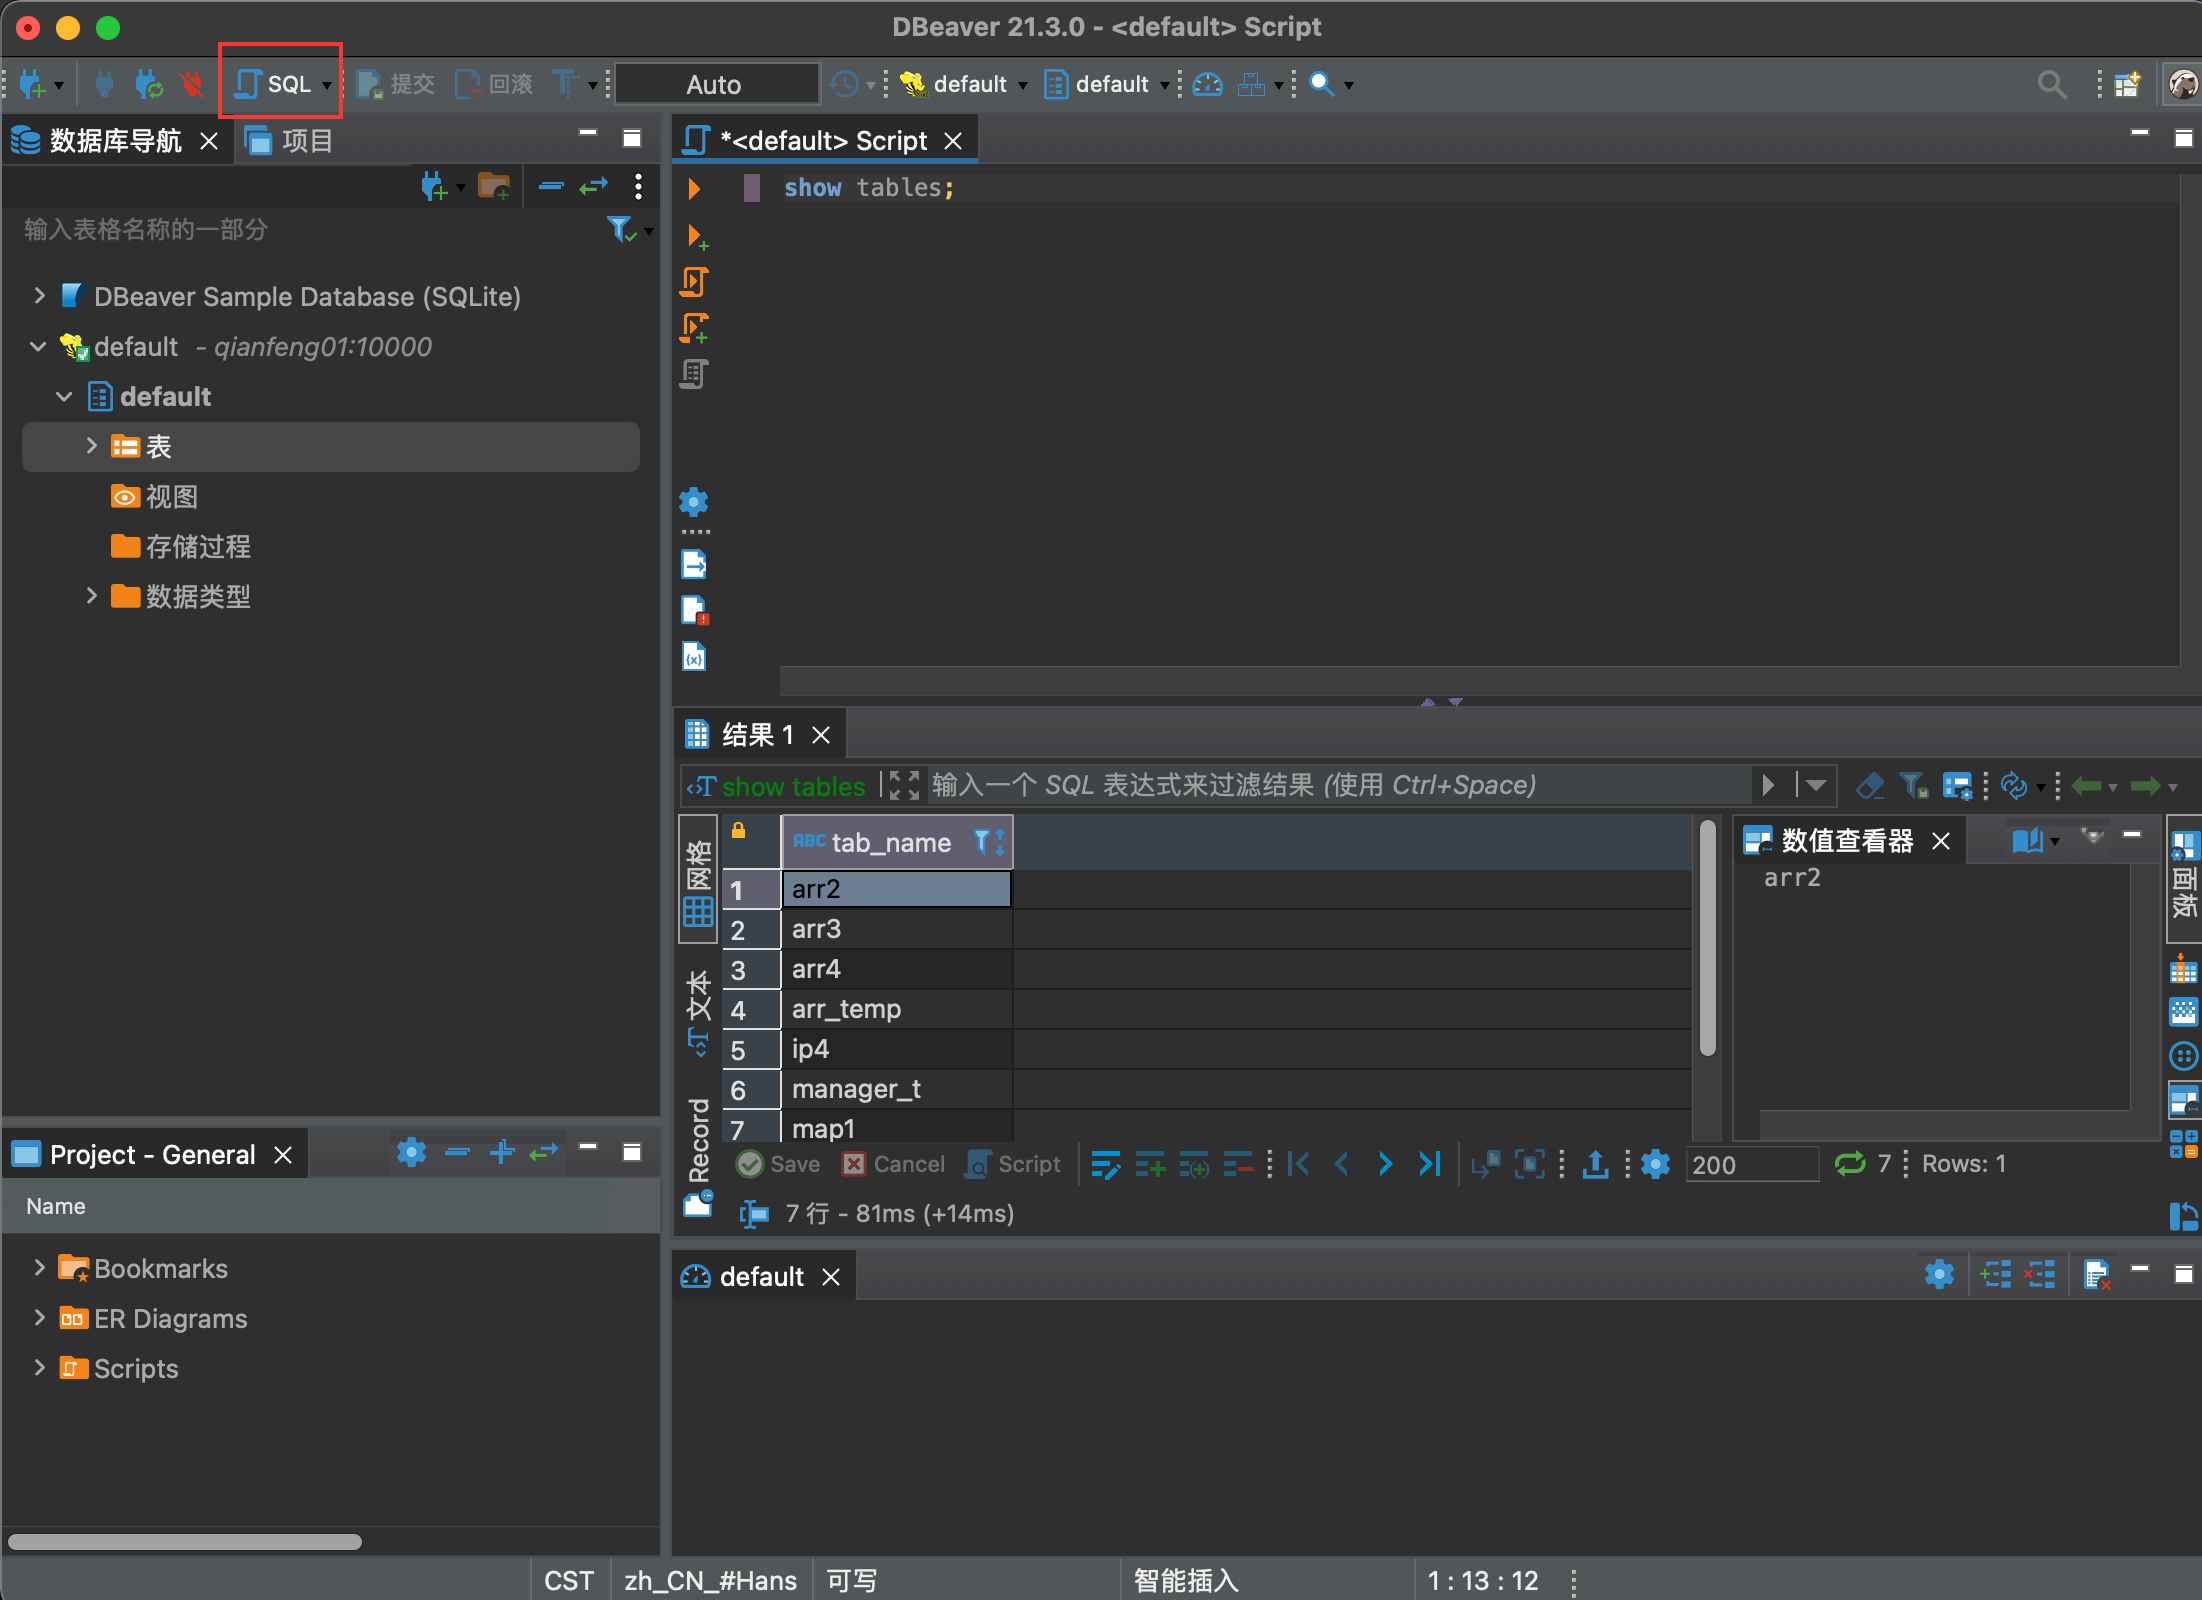 DBeaver 21.3.0 - <default> Script
SQL 提交 回滚 Auto default default
数据库导航 项目
输入表格名称的一部分
DBeaver Sample Database (SQLite)
default - qianfeng01:10000
default
表
视图
存储过程
数据类型
*<default> Script
show tables;
结果 1
show tables 输入一个 SQL 表达式来过滤结果 (使用 Ctrl+Space)
网格
文本
Record
ABC tab_name
1 arr2
2 arr3
3 arr4
4 arr_temp
5 ip4
6 manager_t
7 map1
数值查看器
arr2
画板
Save Cancel Script 200 7 Rows: 1
7 行 - 81ms (+14ms)
Project - General
Name
Bookmarks
ER Diagrams
Scripts
default
CST zh_CN_#Hans 可写 智能插入 1 : 13 : 12